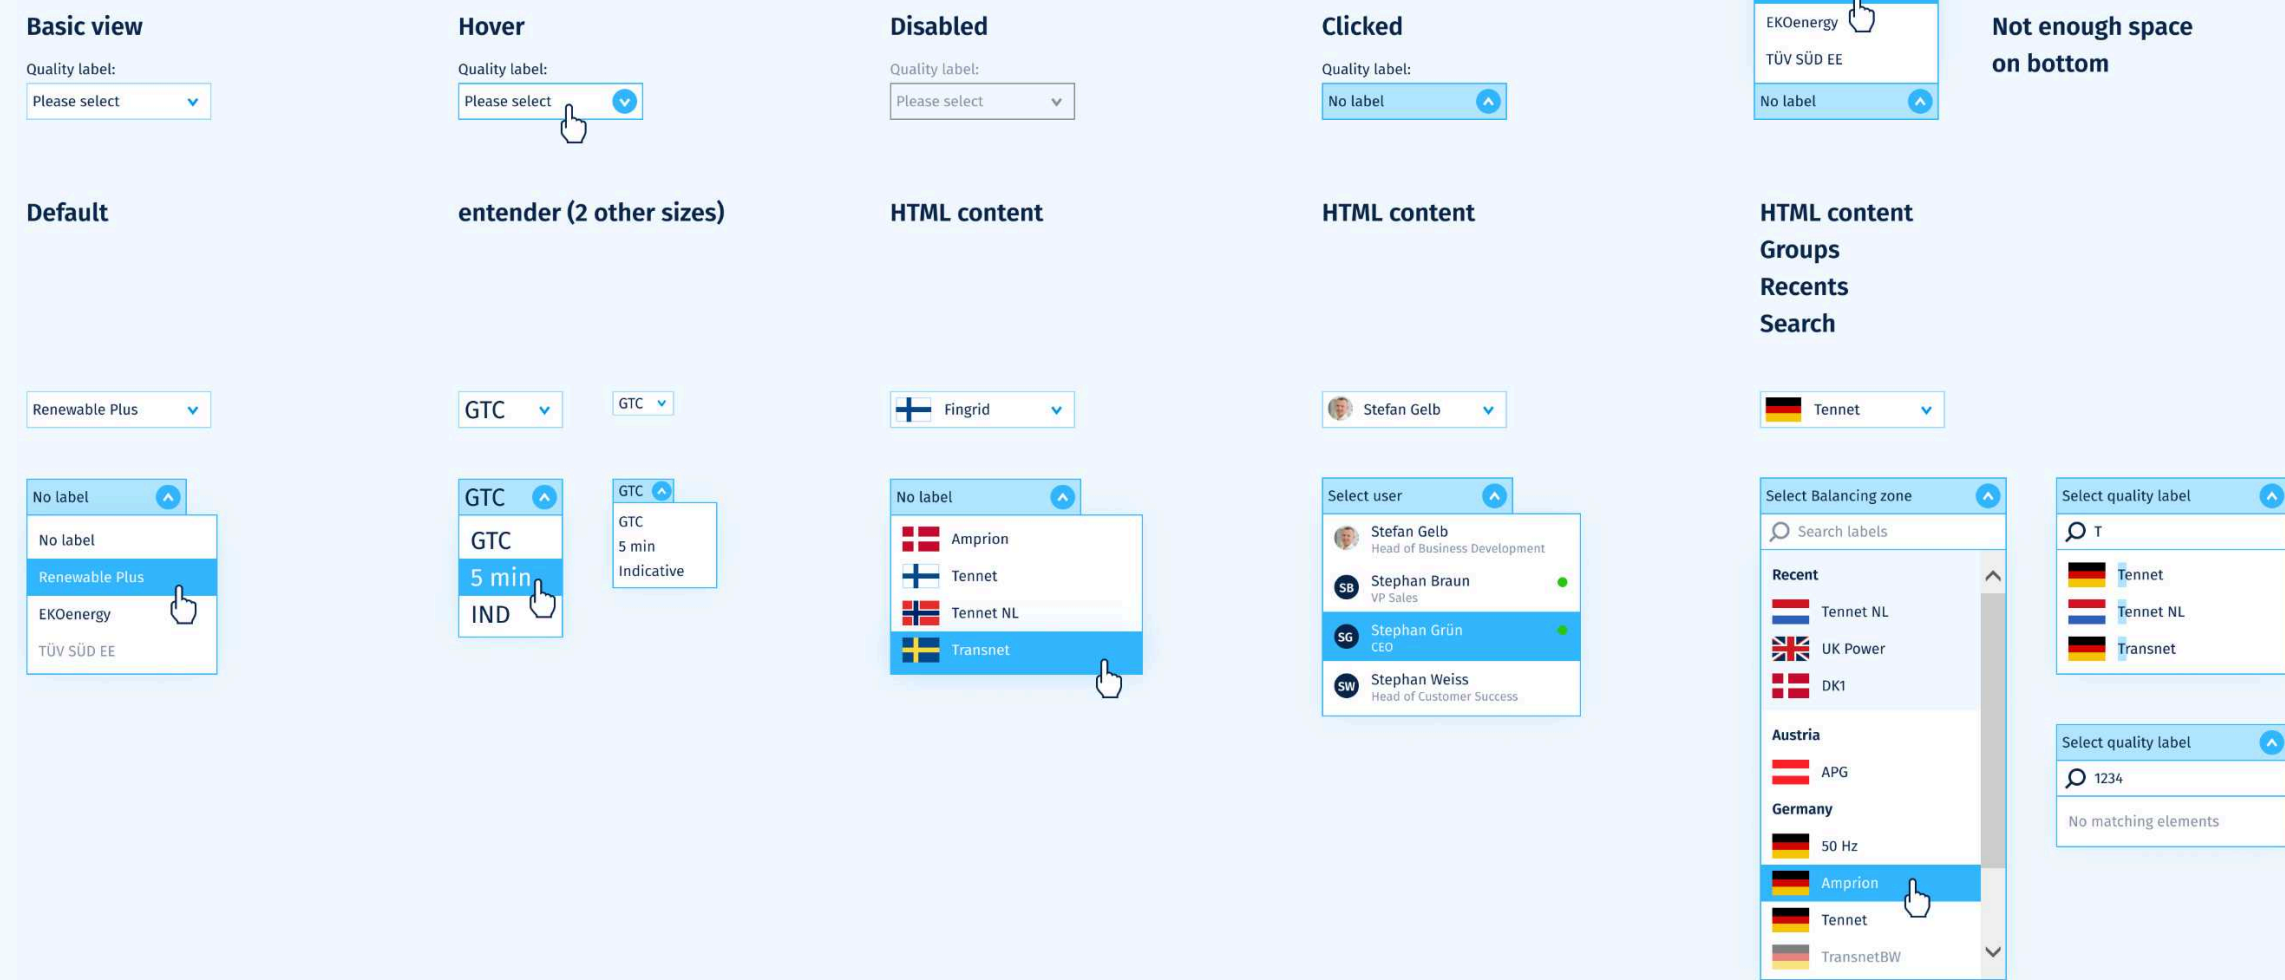 Basic view
Quality label:
Please select
Hover
Quality label:
Please select
Disabled
Quality label:
Please select
Clicked
Quality label:
No label
EKOenergy
TÜV SÜD EE
No label
Not enough space
on bottom
Default
Renewable Plus
No label
No label
Renewable Plus
EKOenergy
TÜV SÜD EE
entender (2 other sizes)
GTC
GTC
GTC
GTC
5 min
IND
GTC
GTC
5 min
Indicative
HTML content
Fingrid
No label
Amprion
Tennet
Tennet NL
Transnet
HTML content
Stefan Gelb
Select user
Stefan Gelb
Head of Business Development
SB
Stephan Braun
VP Sales
SG
Stephan Grün
CEO
SW
Stephan Weiss
Head of Customer Success
HTML content
Groups
Recents
Search
Tennet
Select Balancing zone
Search labels
Recent
Tennet NL
UK Power
DK1
Austria
APG
Germany
50 Hz
Amprion
Tennet
TransnetBW
Select quality label
T
Tennet
Tennet NL
Transnet
Select quality label
1234
No matching elements